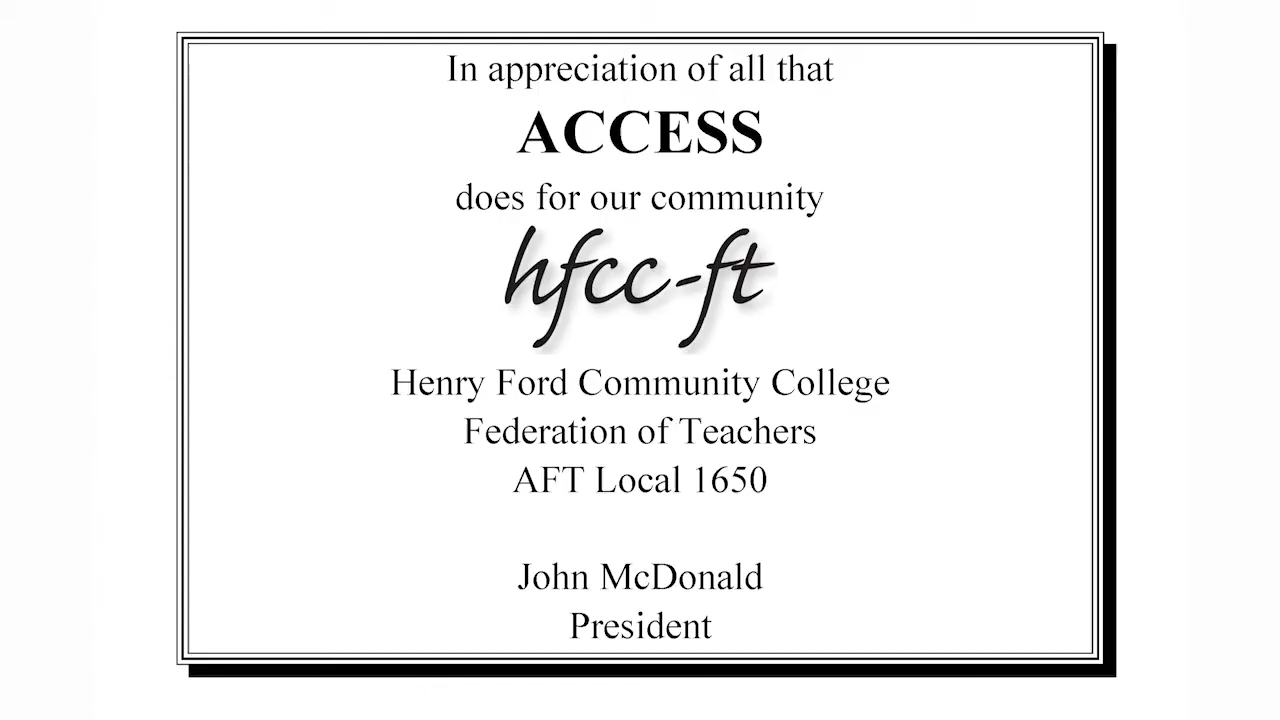 In appreciation of all that
ACCESS
does for our community
hfcc-ft
Henry Ford Community College
Federation of Teachers
AFT Local 1650
John McDonald
President